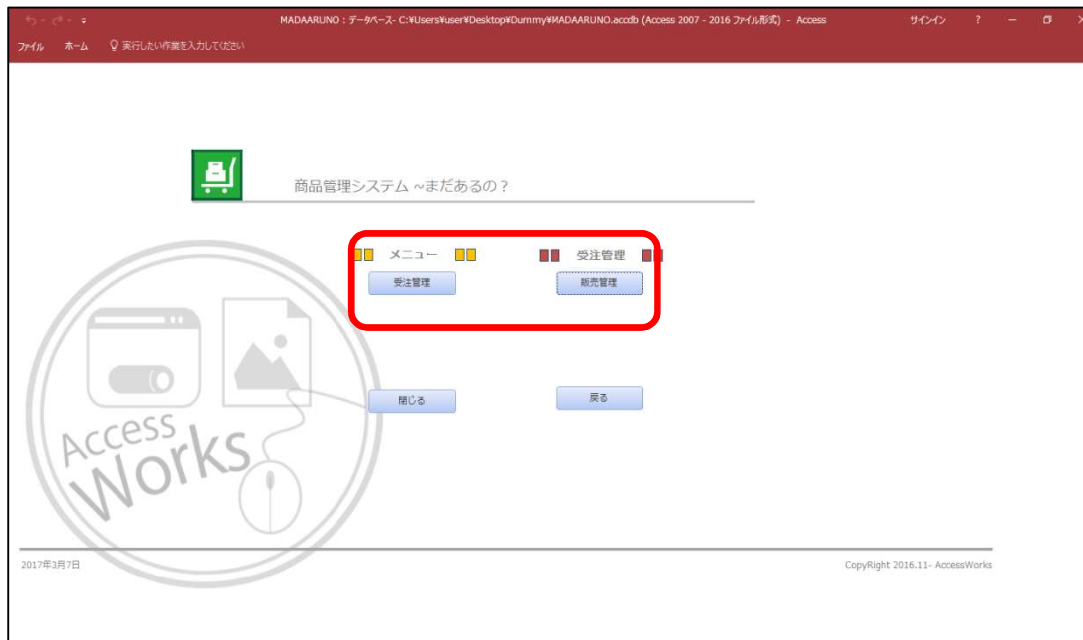 MADAARUNO : データベース- C:¥Users¥user¥Desktop¥Dummy¥MADAARUNO.accdb (Access 2007 - 2016 ファイル形式) - Access サインイン ?
ファイル ホーム 実行したい作業を入力してください
商品管理システム ~まだあるの？
メニュー 受注管理
受注管理 販売管理
閉じる 戻る
Access
Works
2017年3月7日 CopyRight 2016.11- AccessWorks